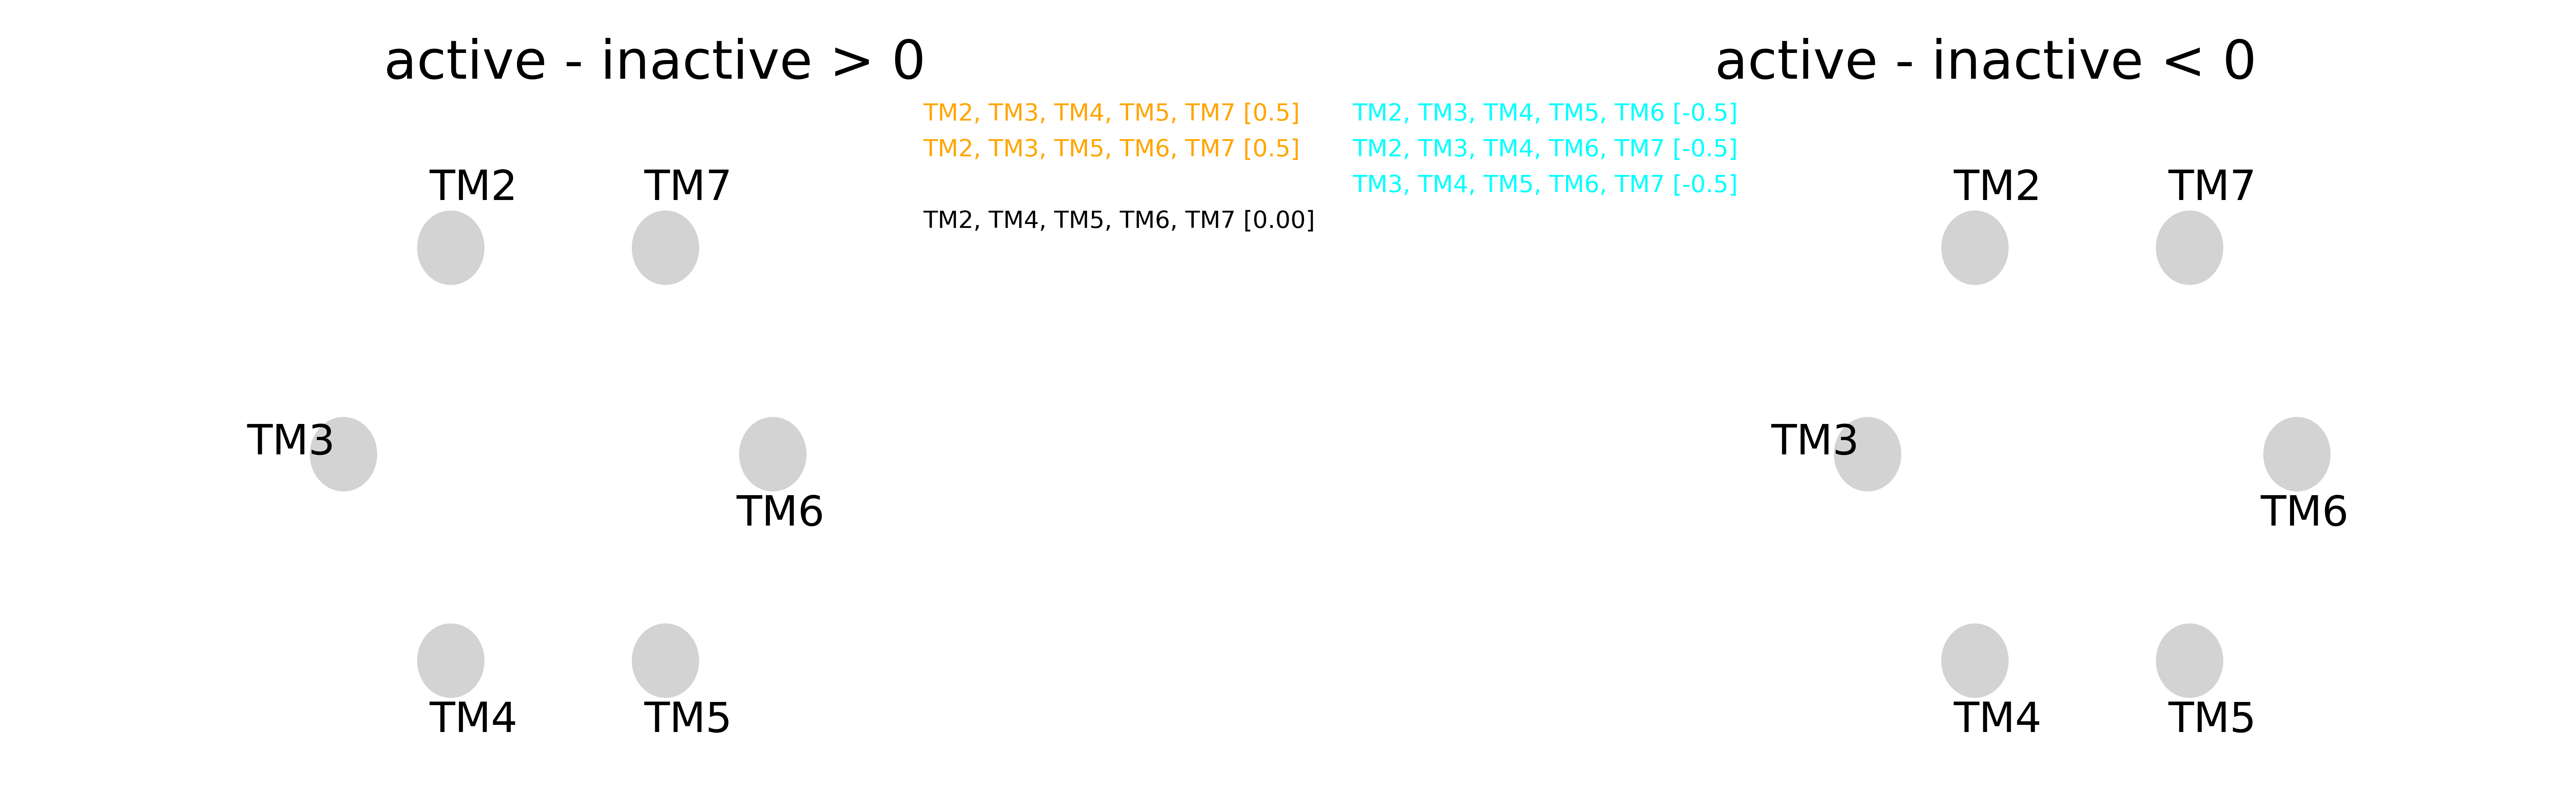 active - inactive > 0
active - inactive < 0
TM2, TM3, TM4, TM5, TM7 [0.5]
TM2, TM3, TM4, TM5, TM6 [-0.5]
TM2, TM3, TM5, TM6, TM7 [0.5]
TM2, TM3, TM4, TM6, TM7 [-0.5]
TM3, TM4, TM5, TM6, TM7 [-0.5]
TM2, TM4, TM5, TM6, TM7 [0.00]
TM2
TM7
TM3
TM6
TM4
TM5
TM2
TM7
TM3
TM6
TM4
TM5